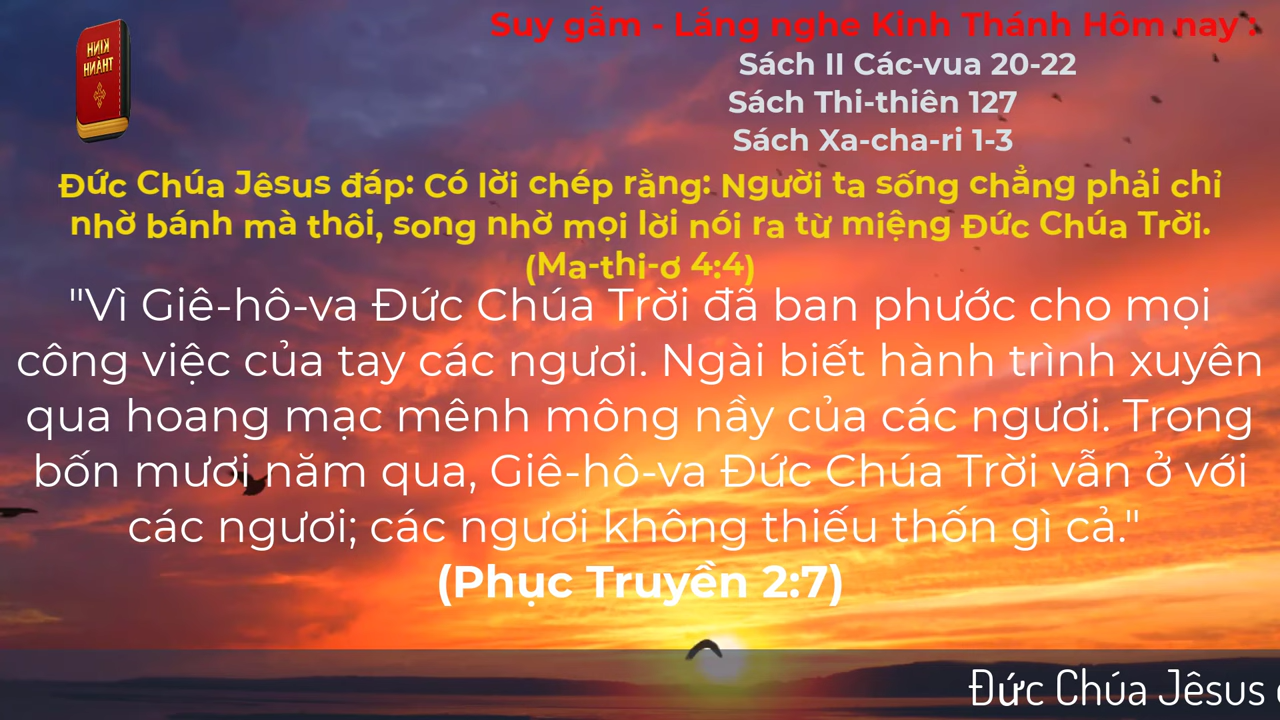 Suy gẫm - Lắng nghe Kinh Thánh Hôm nay :
Sách II Các-vua 20-22
Sách Thi-thiên 127
Sách Xa-cha-ri 1-3
KINH
THANH
Đức Chúa Jêsus đáp: Có lời chép rằng: Người ta sống chẳng phải chỉ
nhờ bánh mà thôi, song nhờ mọi lời nói ra từ miệng Đức Chúa Trời.
(Ma-thi-ơ 4:4)
"Vì Giê-hô-va Đức Chúa Trời đã ban phước cho mọi
công việc của tay các ngươi. Ngài biết hành trình xuyên
qua hoang mạc mênh mông nầy của các ngươi. Trong
bốn mươi năm qua, Giê-hô-va Đức Chúa Trời vẫn ở với
các ngươi; các ngươi không thiếu thốn gì cả."
(Phục Truyền 2:7)
Đức Chúa Jêsus